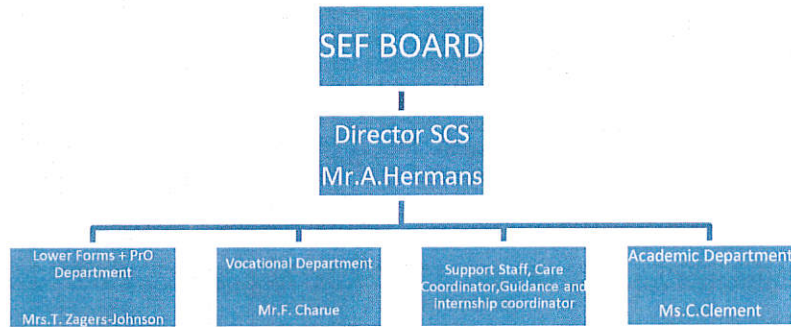 SEF BOARD
Director SCS
Mr.A.Hermans
Lower Forms + PrO
Department
Mrs.T. Zagers-Johnson
Vocational Department
Mr.F. Charue
Support Staff, Care
Coordinator,Guidance and
internship coordinator
Academic Department
Ms.C.Clement